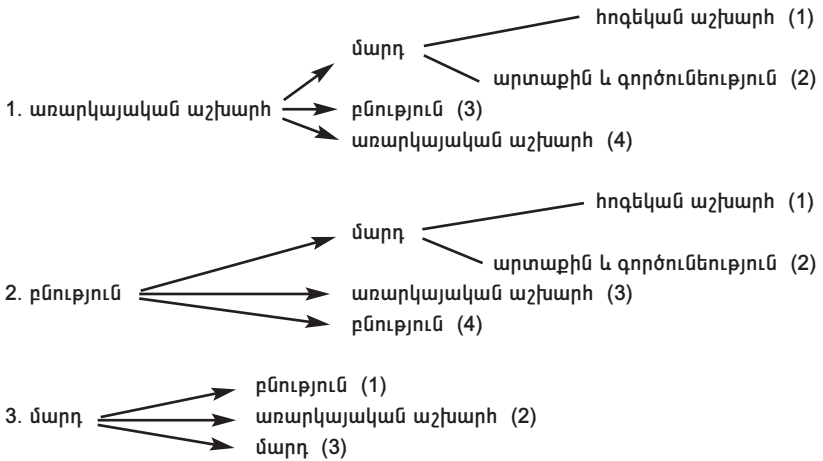 հոգեկան աշխարհ (1)
մարդ
արտաքին և գործունեություն (2)
1. առարկայական աշխարհ
բնություն (3)
առարկայական աշխարհ (4)
հոգեկան աշխարհ (1)
մարդ
արտաքին և գործունեություն (2)
2. բնություն
առարկայական աշխարհ (3)
բնություն (4)
բնություն (1)
3. մարդ
առարկայական աշխարհ (2)
մարդ (3)